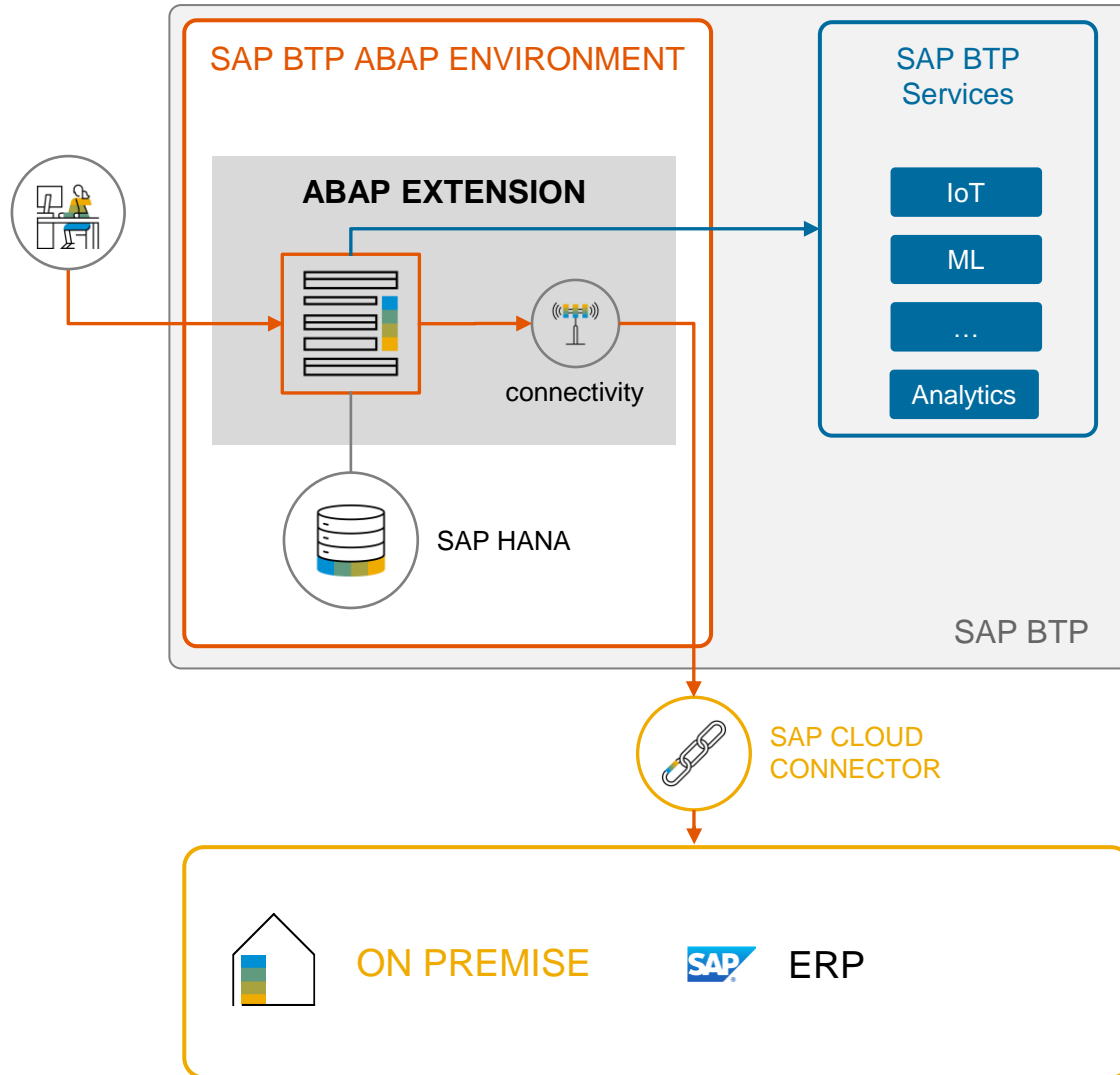 SAP BTP ABAP ENVIRONMENT
SAP BTP
Services
ABAP EXTENSION
IoT
ML
...
Analytics
connectivity
SAP HANA
SAP BTP
SAP CLOUD
CONNECTOR
ON PREMISE
SAP
ERP